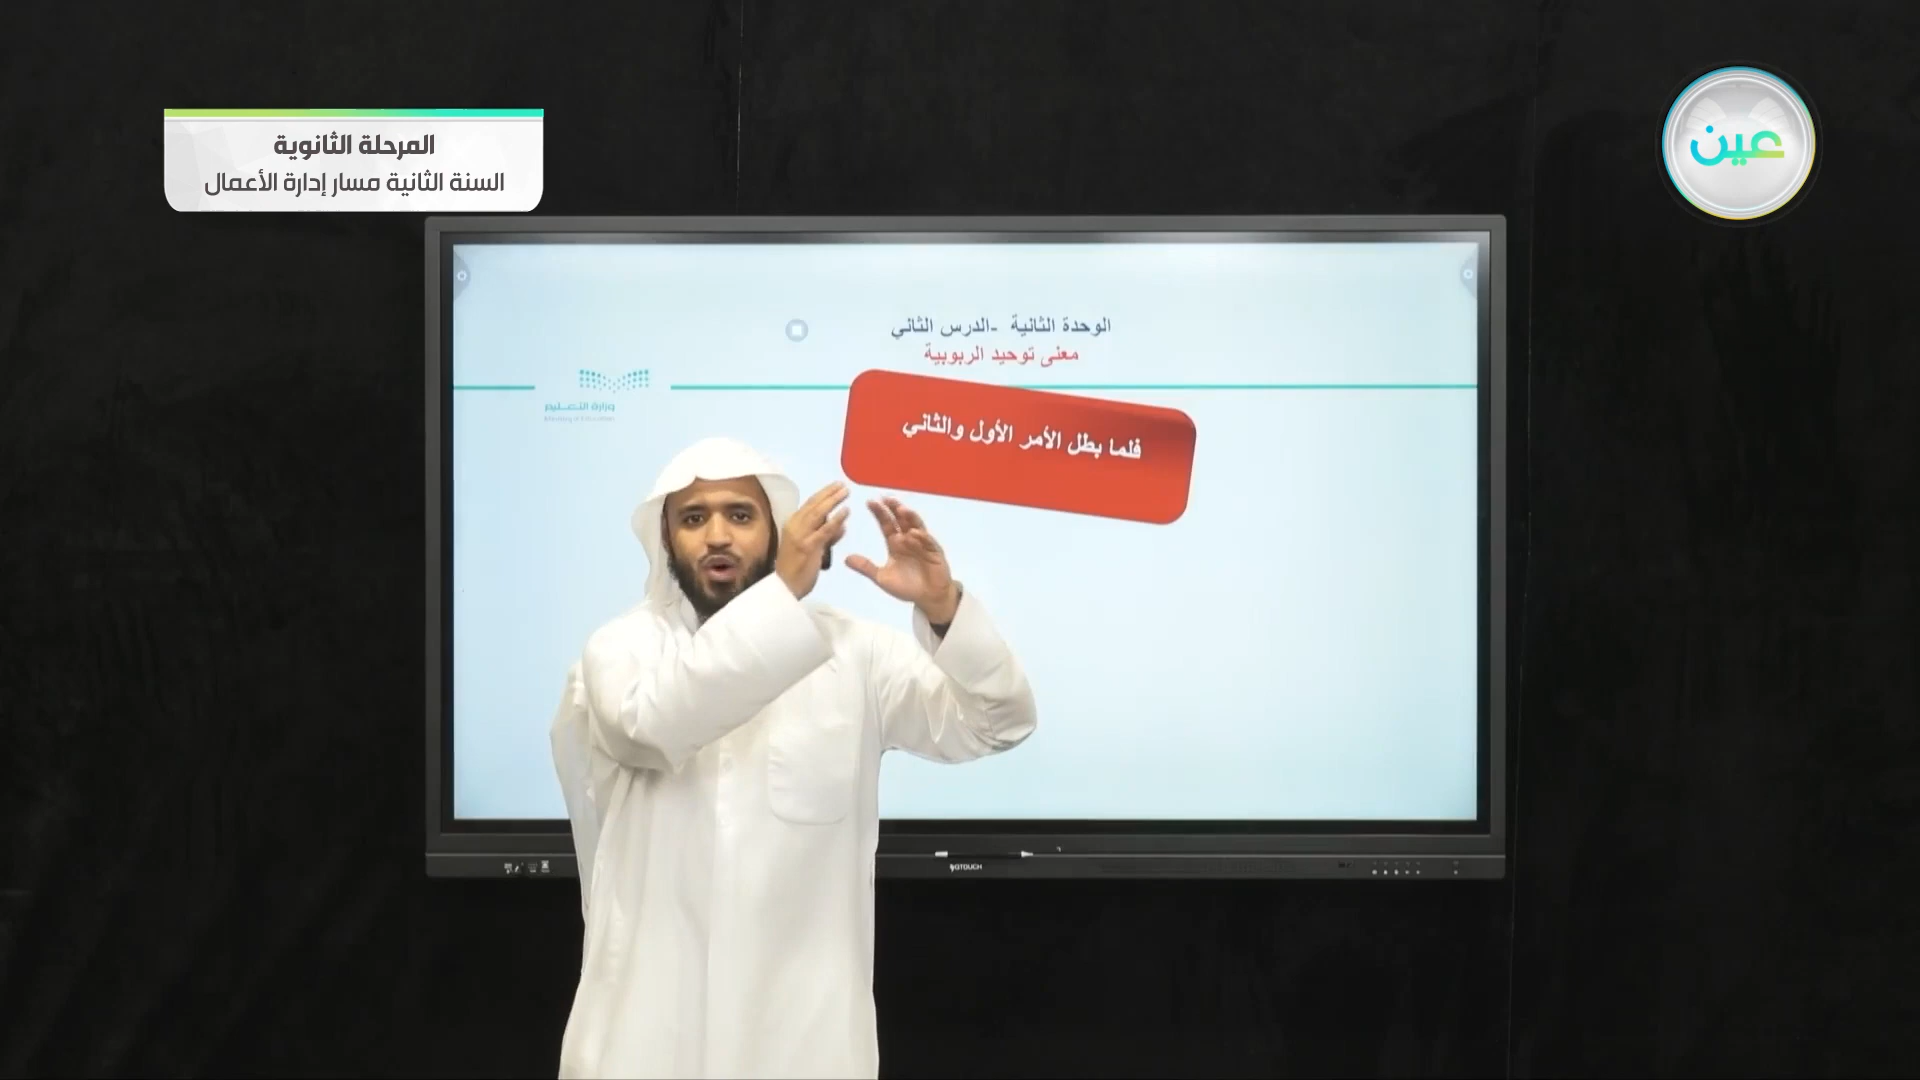 المرحلة الثانوية
السنة الثانية مسار إدارة الأعمال
عين
الوحدة الثانية -الدرس الثاني
معنى توحيد الربوبية
وزارة التعليم
فلما بطل الأمر الأول والثاني